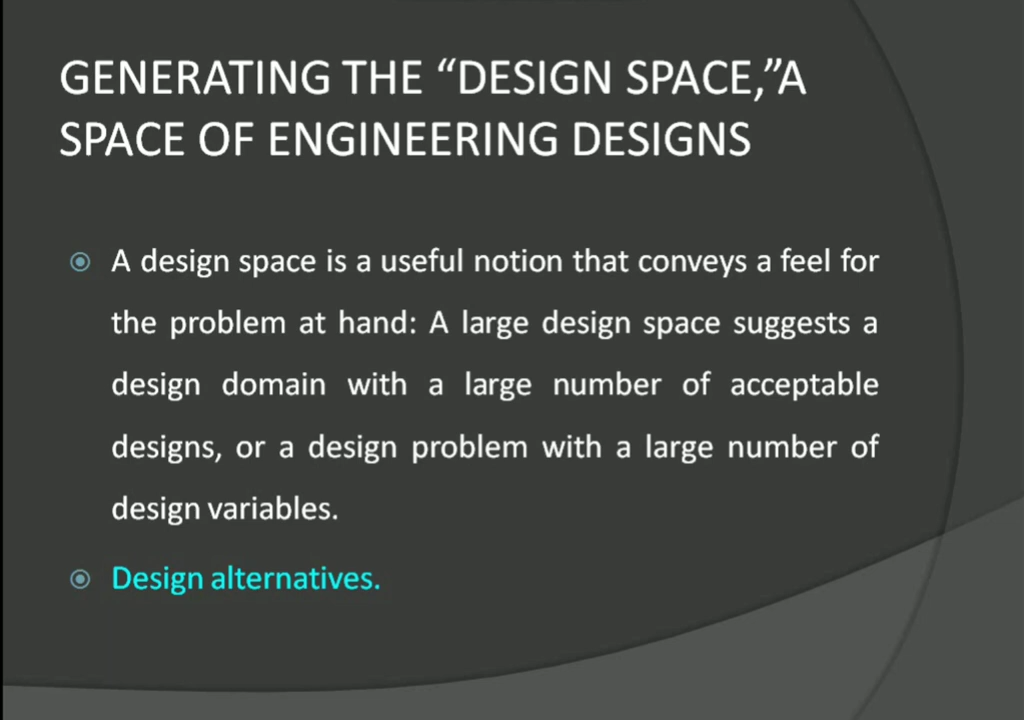 GENERATING THE “DESIGN SPACE,”A
SPACE OF ENGINEERING DESIGNS
A design space is a useful notion that conveys a feel for
the problem at hand: A large design space suggests a
design domain with a large number of acceptable
designs, or a design problem with a large number of
design variables.
Design alternatives.